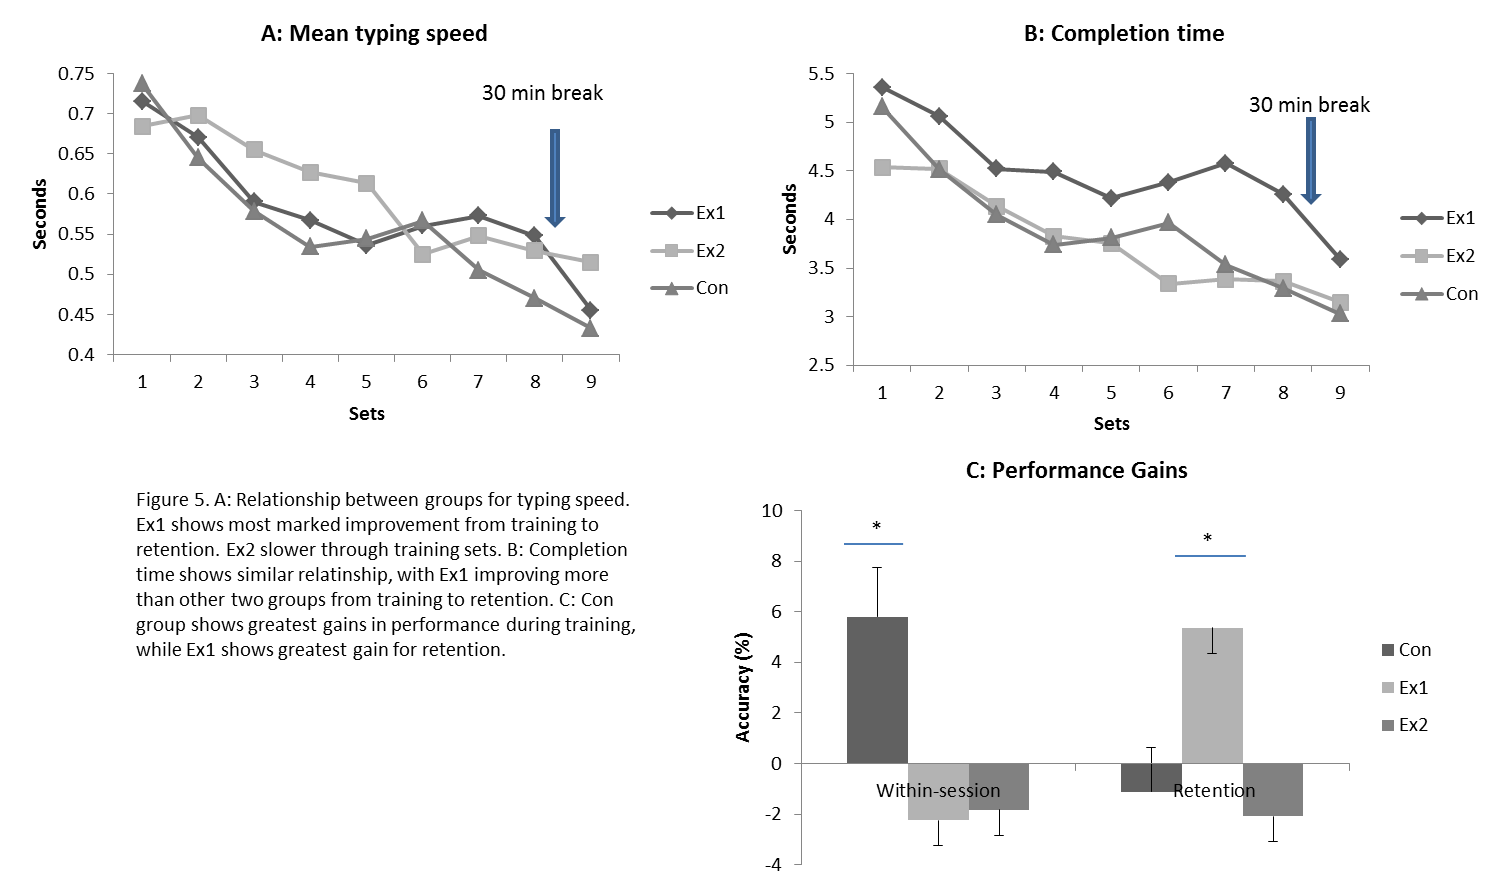 A: Mean typing speed
0.75
0.7
0.65
0.6
0.55
0.5
0.45
0.4
Seconds
1 2 3 4 5 6 7 8 9
Sets
30 min break
Ex1
Ex2
Con
B: Completion time
5.5
5
4.5
4
3.5
3
2.5
Seconds
1 2 3 4 5 6 7 8 9
Sets
30 min break
Ex1
Ex2
Con
Figure 5. A: Relationship between groups for typing speed.
Ex1 shows most marked improvement from training to
retention. Ex2 slower through training sets. B: Completion
time shows similar relatinship, with Ex1 improving more
than other two groups from training to retention. C: Con
group shows greatest gains in performance during training,
while Ex1 shows greatest gain for retention.
C: Performance Gains
10
8
6
4
2
0
-2
-4
Accuracy (%)
*
*
Within-session
Retention
Con
Ex1
Ex2